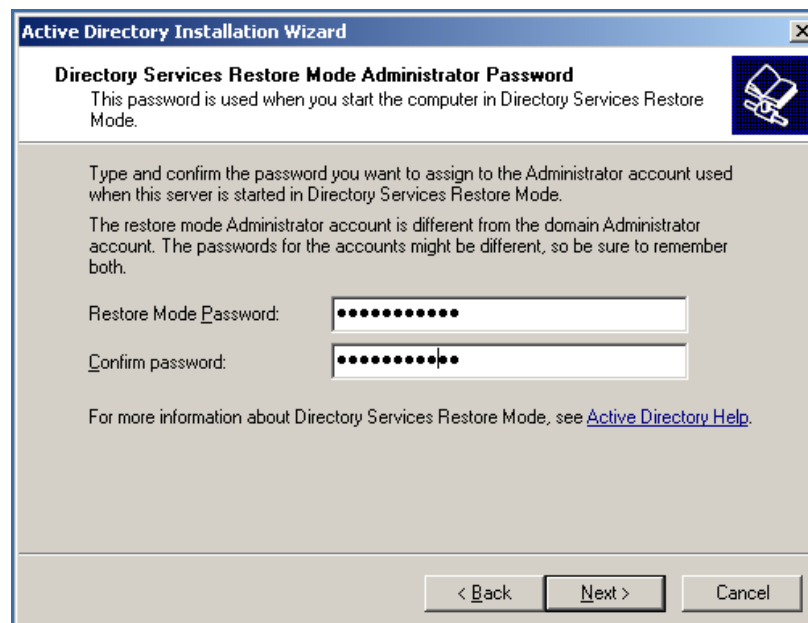 Active Directory Installation Wizard
Directory Services Restore Mode Administrator Password
This password is used when you start the computer in Directory Services Restore
Mode.
Type and confirm the password you want to assign to the Administrator account used
when this server is started in Directory Services Restore Mode.
The restore mode Administrator account is different from the domain Administrator
account. The passwords for the accounts might be different, so be sure to remember
both.
Restore Mode Password: ●●●●●●●●●●●
Confirm password: ●●●●●●●●●●●
For more information about Directory Services Restore Mode, see Active Directory Help.
< Back Next > Cancel